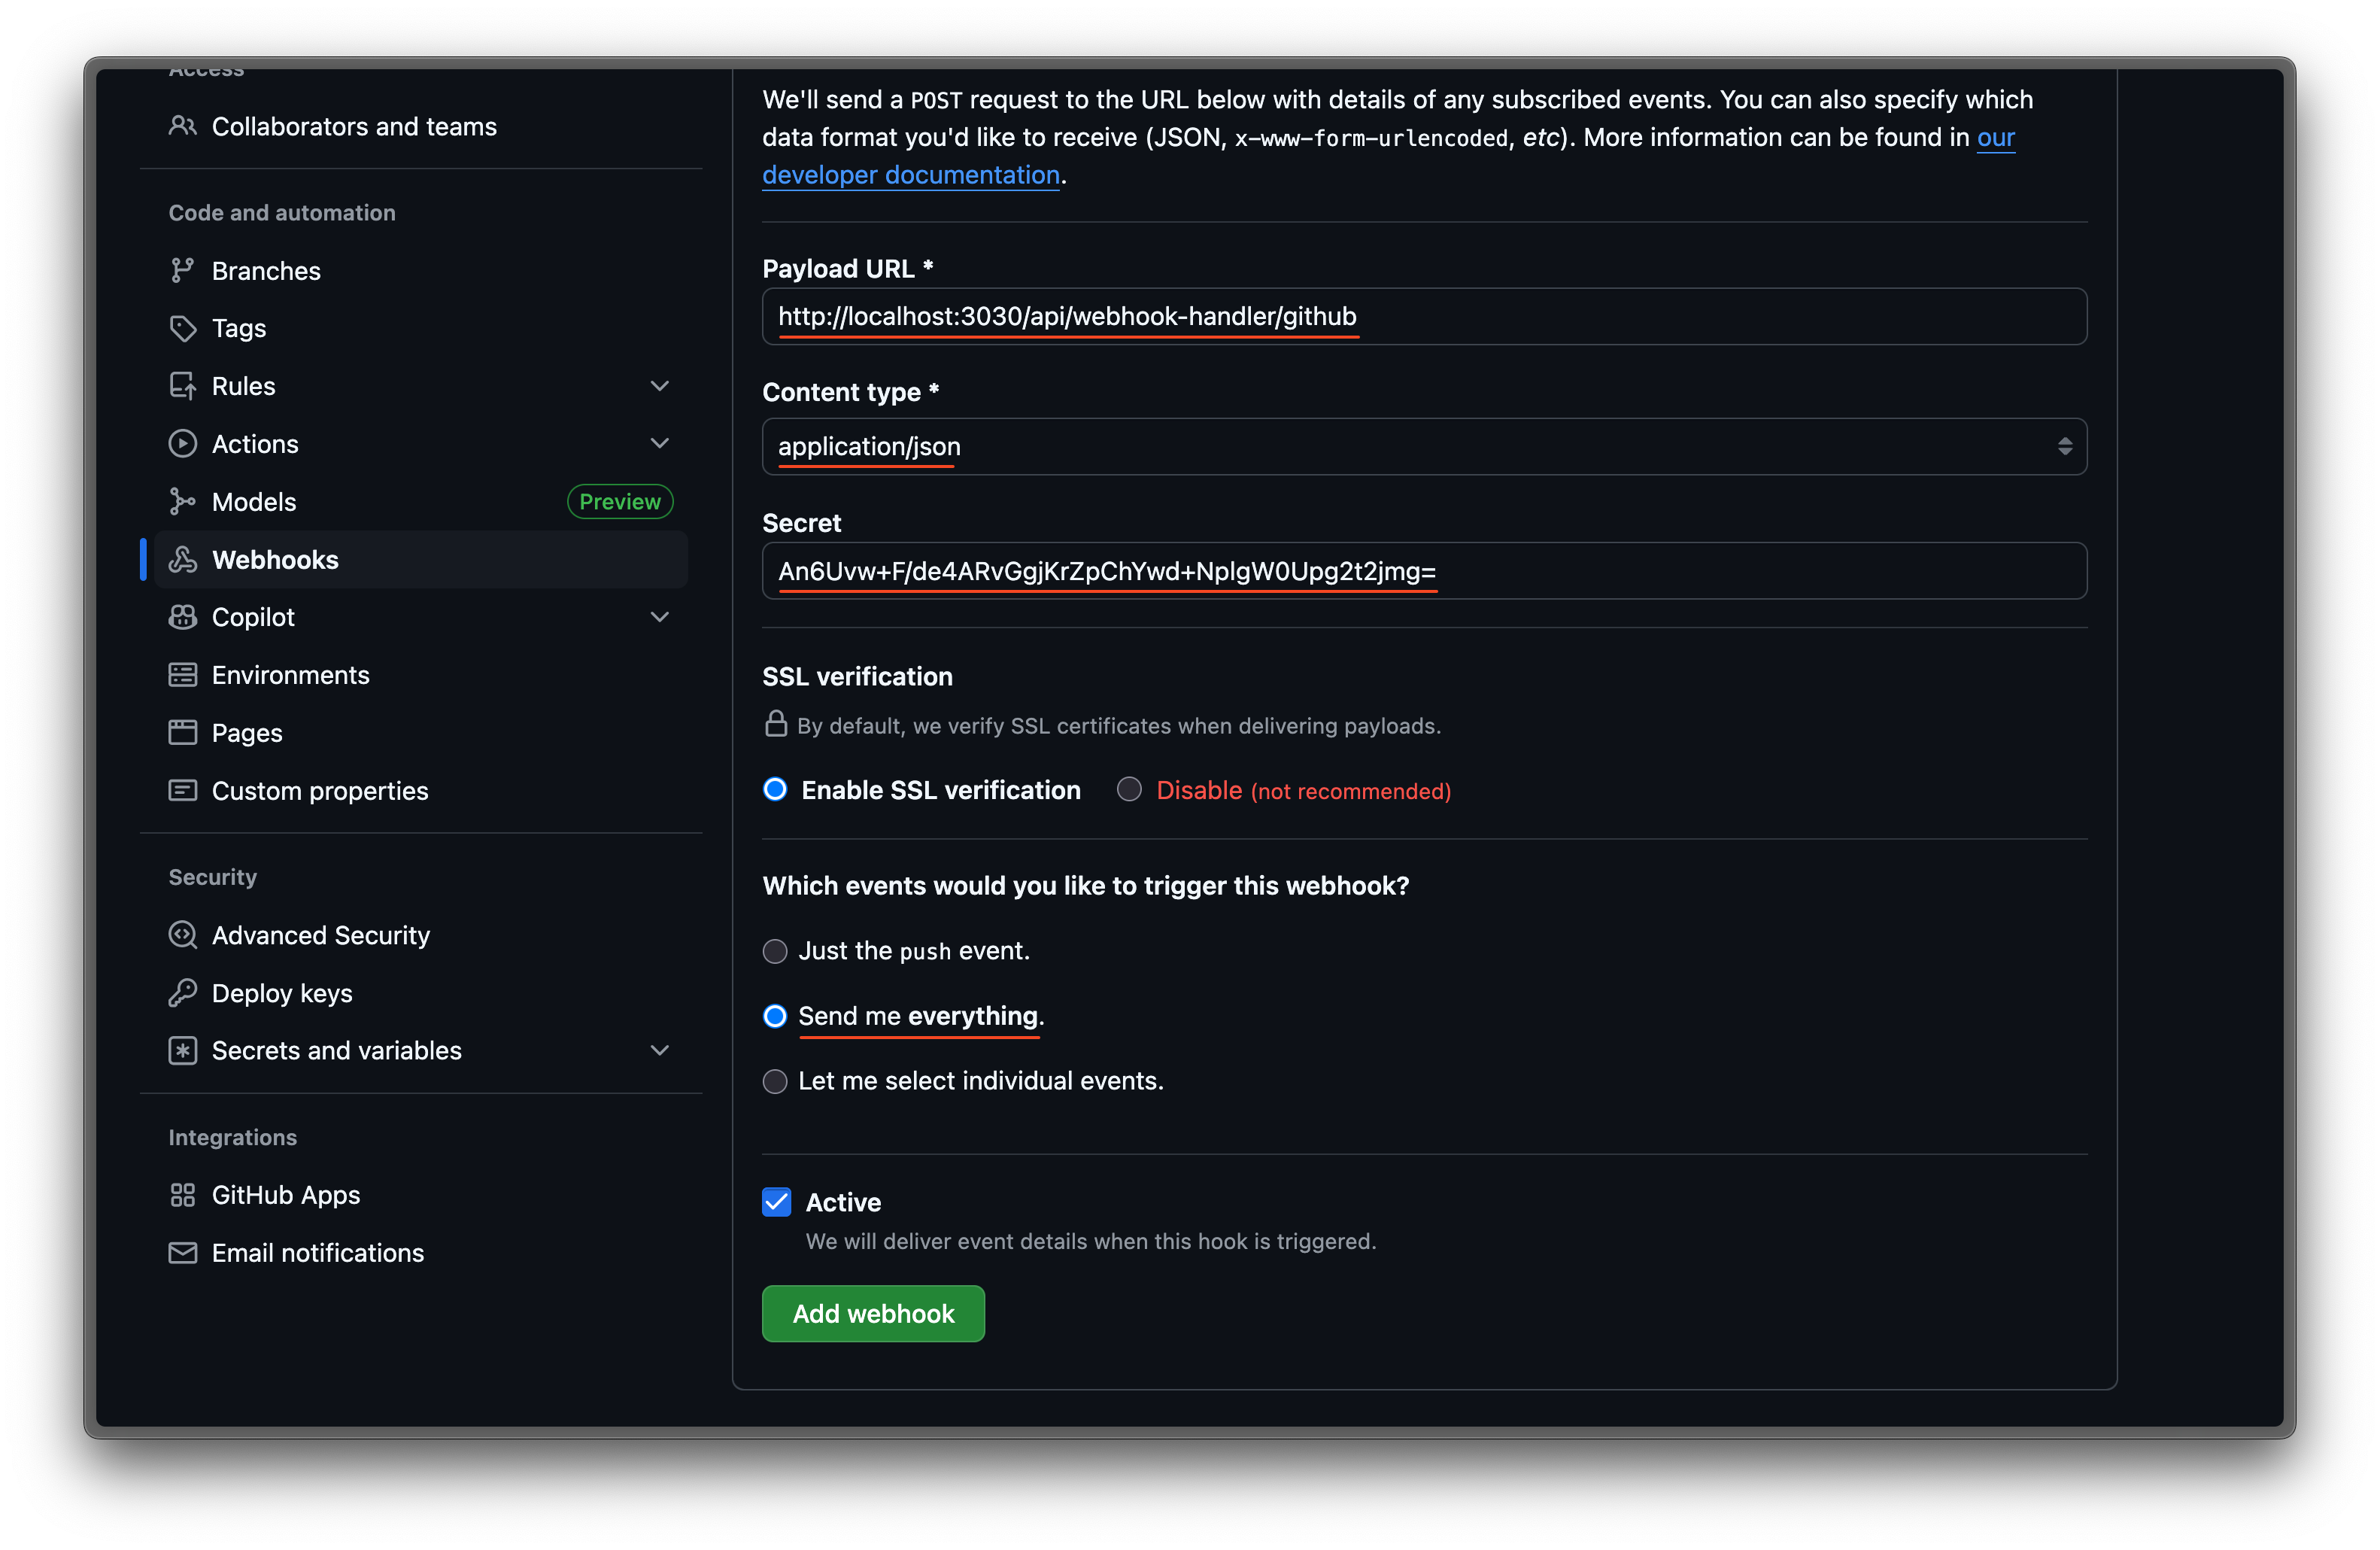 Access
Collaborators and teams
Code and automation
Branches
Tags
Rules
Actions
Models
Preview
Webhooks
Copilot
Environments
Pages
Custom properties
Security
Advanced Security
Deploy keys
Secrets and variables
Integrations
GitHub Apps
Email notifications
We'll send a POST request to the URL below with details of any subscribed events. You can also specify which
data format you'd like to receive (JSON, x-www-form-urlencoded, etc). More information can be found in our
developer documentation.
Payload URL *
http://localhost:3030/api/webhook-handler/github
Content type *
application/json
Secret
An6Uvw+F/de4ARvGgjKrZpChYwd+NplgW0Upg2t2jmg=
SSL verification
By default, we verify SSL certificates when delivering payloads.
Enable SSL verification
Disable (not recommended)
Which events would you like to trigger this webhook?
Just the push event.
Send me everything.
Let me select individual events.
Active
We will deliver event details when this hook is triggered.
Add webhook